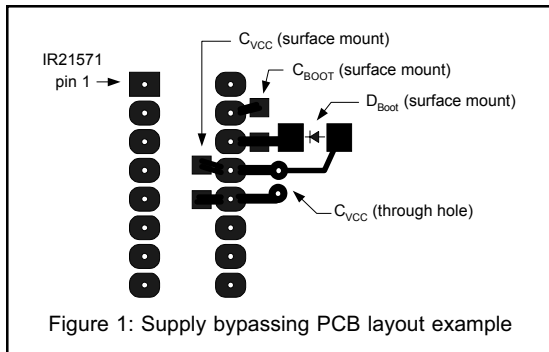 C_VCC (surface mount)
IR21571
pin 1
C_BOOT (surface mount)
D_Boot (surface mount)
C_VCC (through hole)
Figure 1: Supply bypassing PCB layout example